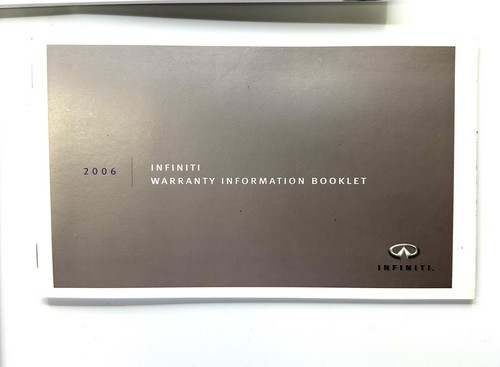 2006
INFINITI
WARRANTY INFORMATION BOOKLET
INFINITI.